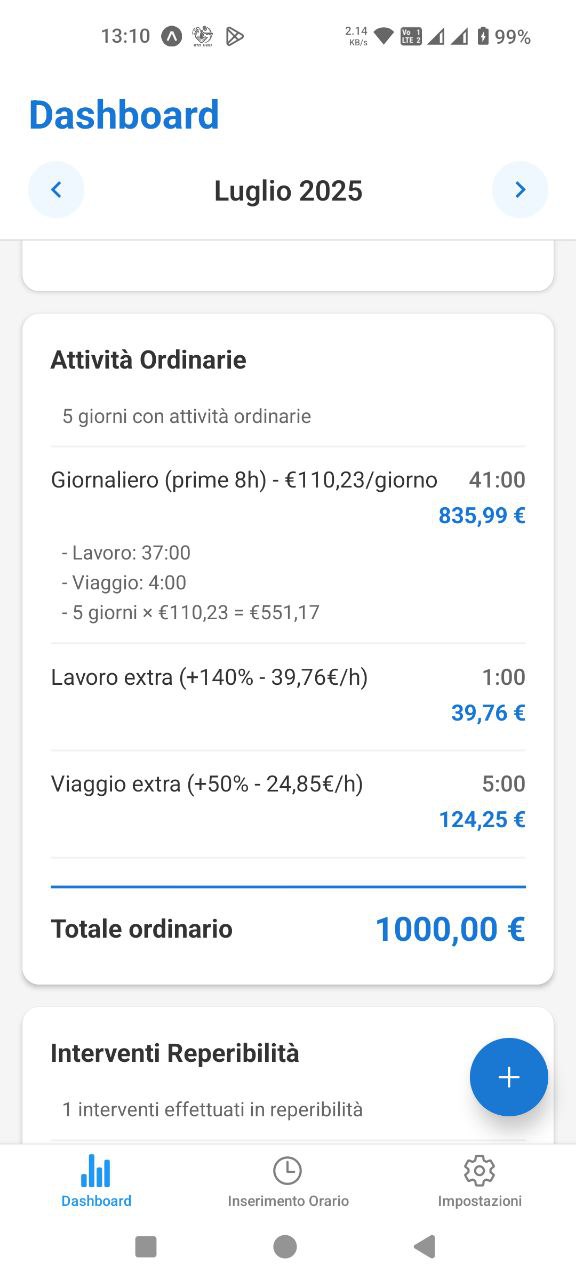 13:10
2.14 KB/s
Vo 1 LTE 2
99%
Dashboard
Luglio 2025
Attività Ordinarie
5 giorni con attività ordinarie
Giornaliero (prime 8h) - €110,23/giorno 41:00
835,99 €
- Lavoro: 37:00
- Viaggio: 4:00
- 5 giorni × €110,23 = €551,17
Lavoro extra (+140% - 39,76€/h) 1:00
39,76 €
Viaggio extra (+50% - 24,85€/h) 5:00
124,25 €
Totale ordinario 1000,00 €
Interventi Reperibilità
+
1 interventi effettuati in reperibilità
Dashboard Inserimento Orario Impostazioni